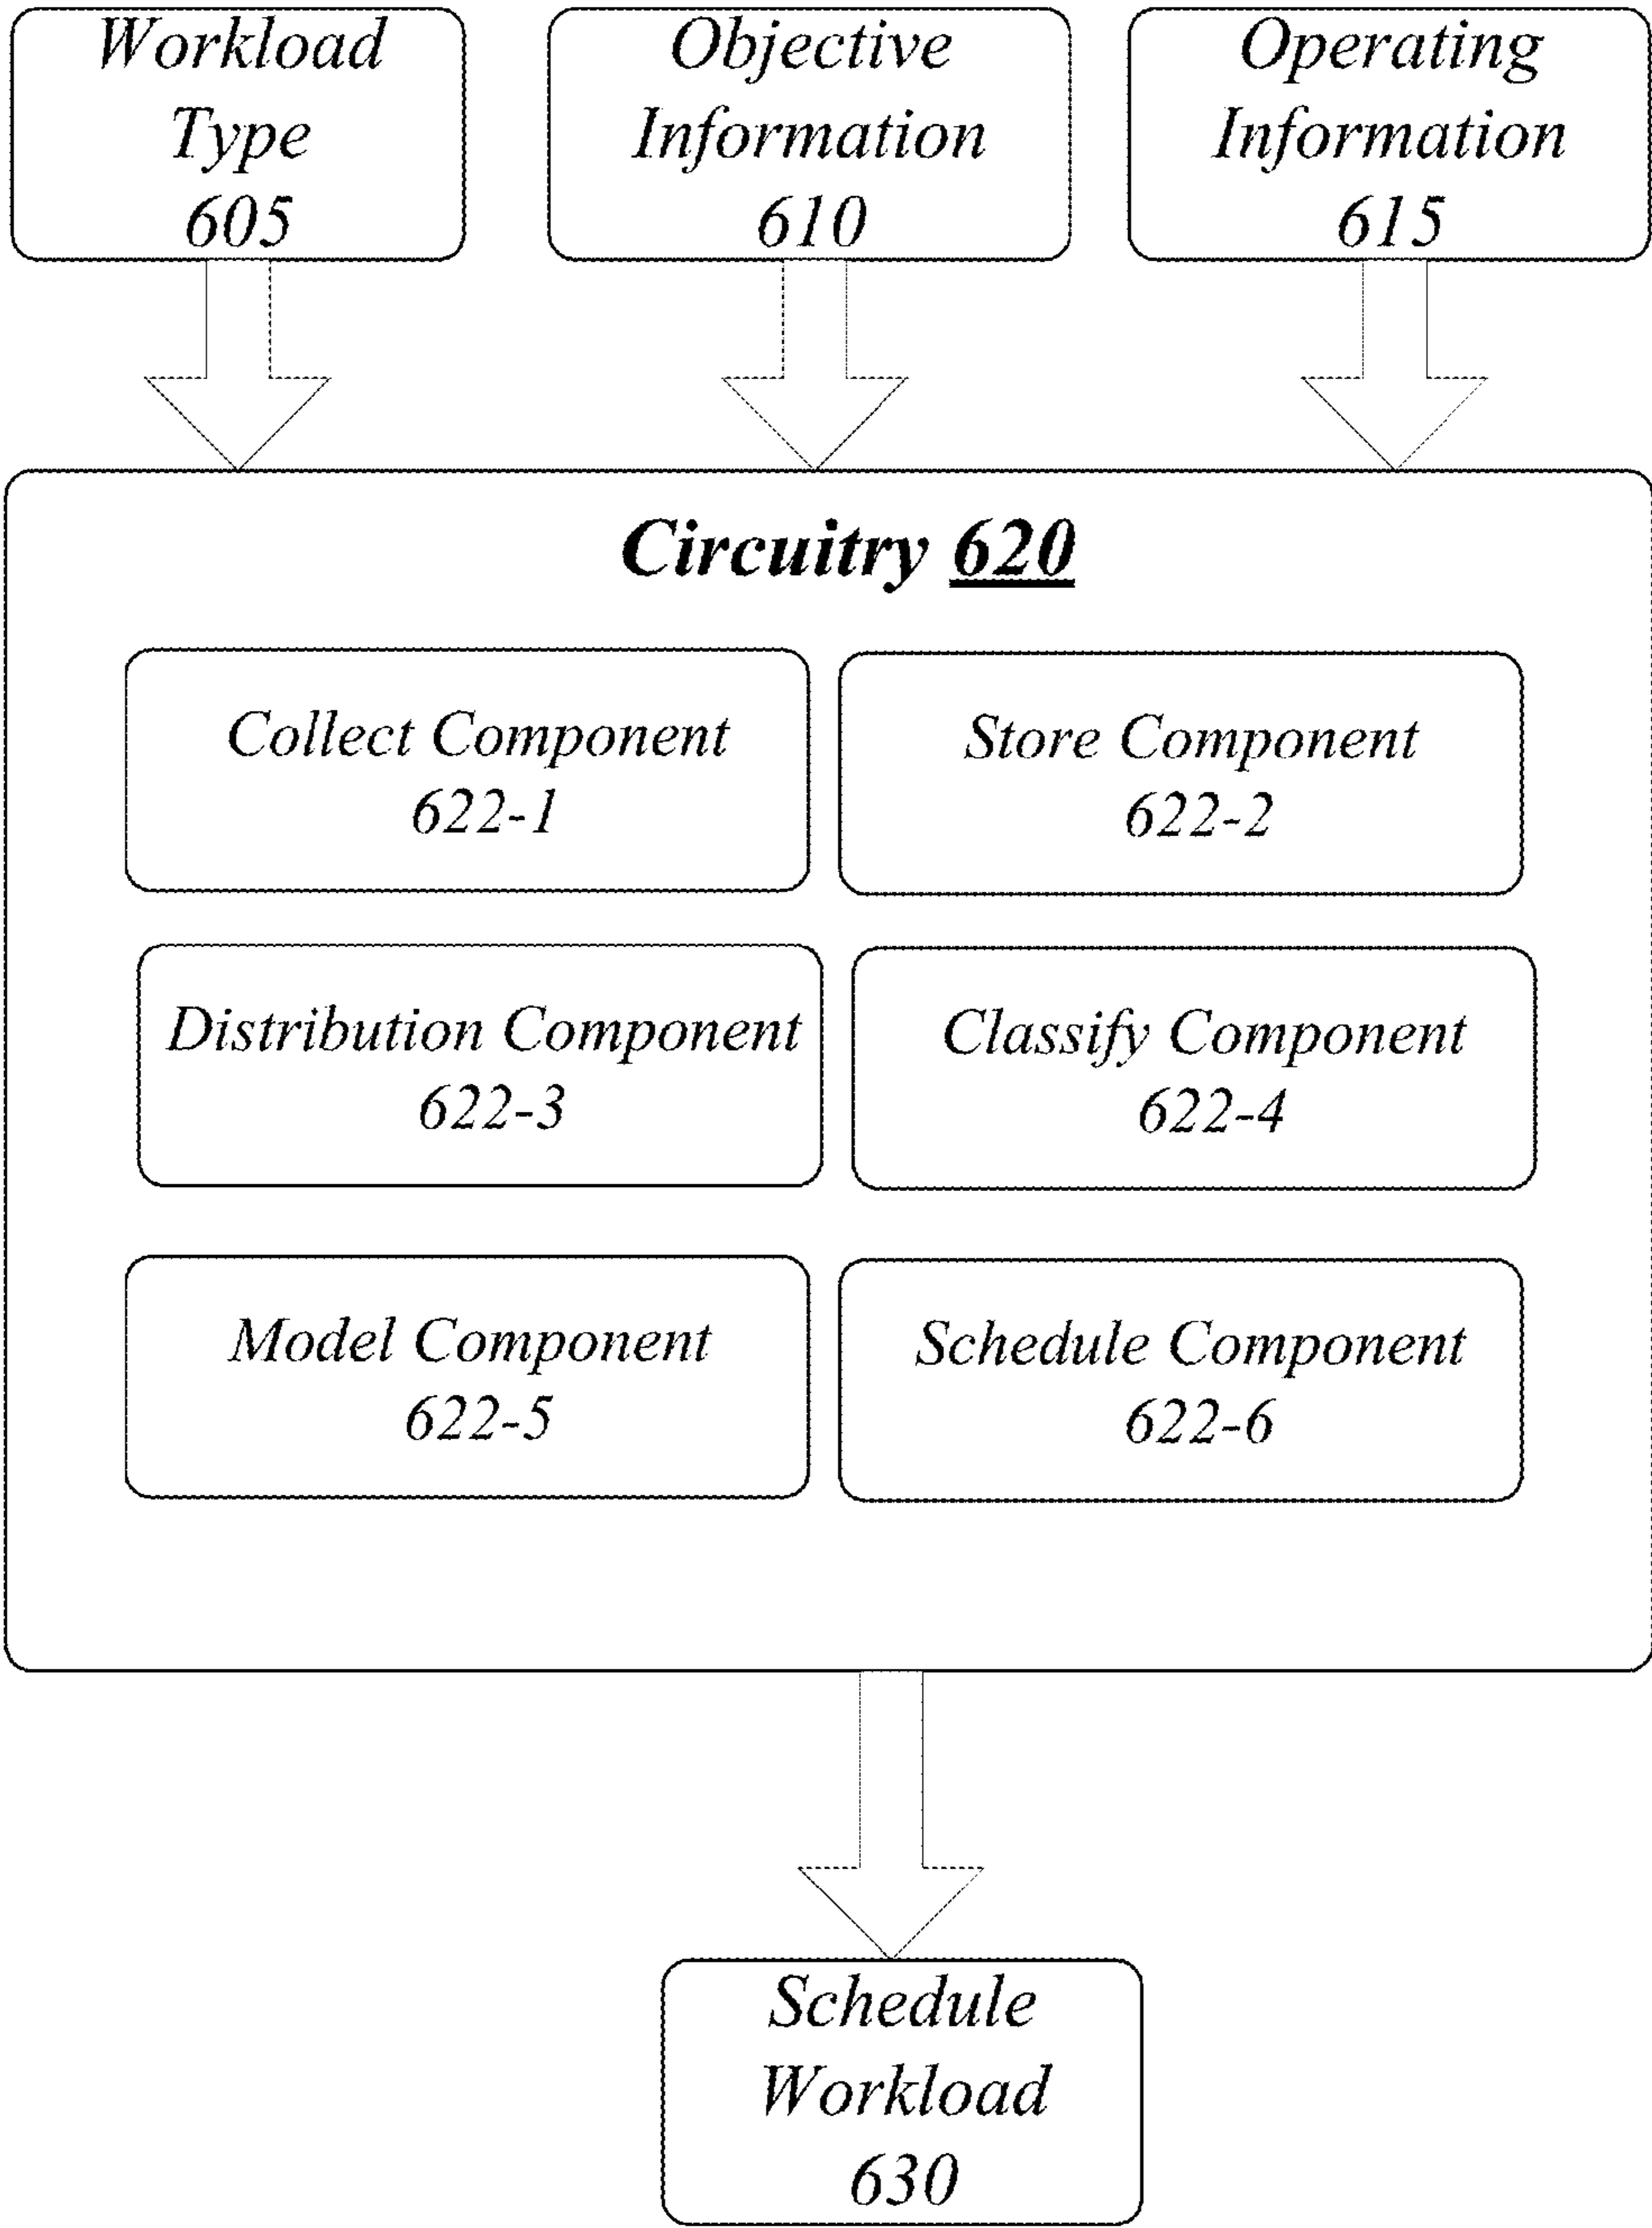 Workload
Type
605
Objective
Information
610
Operating
Information
615
Circuitry 620
Collect Component
622-1
Store Component
622-2
Distribution Component
622-3
Classify Component
622-4
Model Component
622-5
Schedule Component
622-6
Schedule
Workload
630